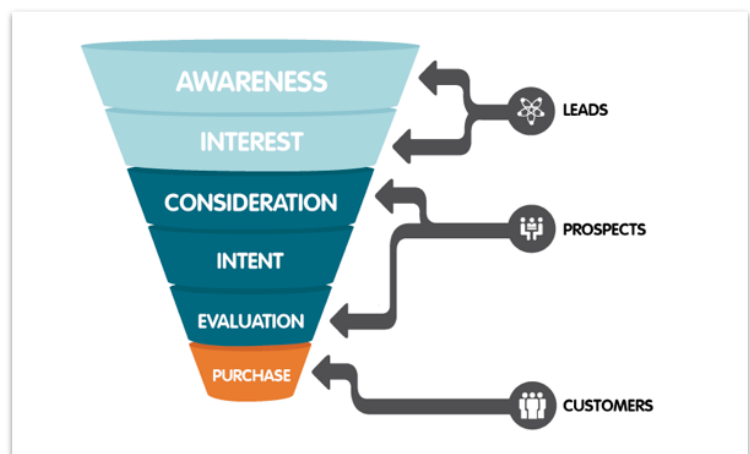 AWARENESS
LEADS
INTEREST
CONSIDERATION
PROSPECTS
INTENT
EVALUATION
PURCHASE
CUSTOMERS